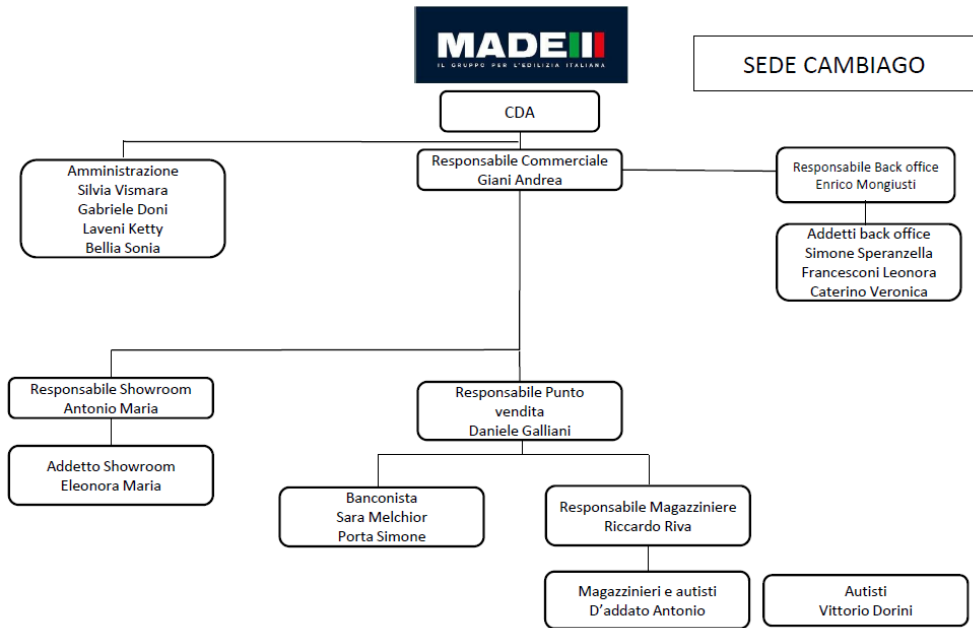 MADE
IL GRUPPO PER L'EDILIZIA ITALIANA
SEDE CAMBIAGO
CDA
Amministrazione
Silvia Vismara
Gabriele Doni
Laveni Ketty
Bellia Sonia
Responsabile Commerciale
Giani Andrea
Responsabile Back office
Enrico Mongiusti
Addetti back office
Simone Speranzella
Francesconi Leonora
Caterino Veronica
Responsabile Showroom
Antonio Maria
Addetto Showroom
Eleonora Maria
Responsabile Punto
vendita
Daniele Galliani
Banconista
Sara Melchior
Porta Simone
Responsabile Magazziniere
Riccardo Riva
Magazzinieri e autisti
D'addato Antonio
Autisti
Vittorio Dorini